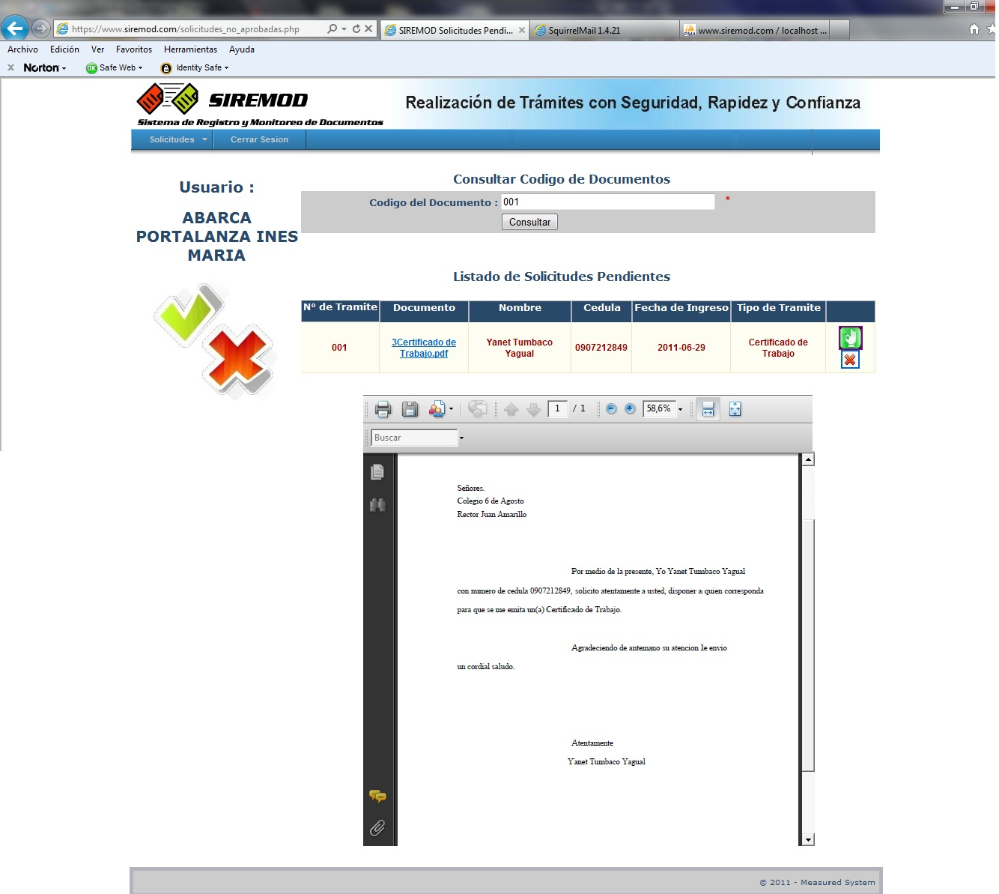 https://www.siremod.com/solicitudes_no_aprobadas.php
SIREMOD Solicitudes Pendi...
SquirrelMail 1.4.21
PMA
www.siremod.com / localhost ...
Archivo Edición Ver Favoritos Herramientas Ayuda
x Norton OK Safe Web Identity Safe
SIREMOD
Sistema de Registro y Monitoreo de Documentos
Realización de Trámites con Seguridad, Rapidez y Confianza
Solicitudes Cerrar Sesion
Usuario :
ABARCA
PORTALANZA INES
MARIA
Consultar Codigo de Documentos
Codigo del Documento : 001 *
Consultar
Listado de Solicitudes Pendientes
N° de Tramite Documento Nombre Cedula Fecha de Ingreso Tipo de Tramite
001 3Certificado de Trabajo.pdf Yanet Tumbaco Yagual 0907212849 2011-06-29 Certificado de Trabajo
1 / 1 58,6%
Buscar
Señores.
Colegio 6 de Agosto
Rector Juan Amarillo
Por medio de la presente, Yo Yanet Tumbaco Yagual
con numero de cedula 0907212849, solicito atentamente a usted, disponer a quien corresponda
para que se me emita un(a) Certificado de Trabajo.
Agradeciendo de antemano su atencion le envio
un cordial saludo.
Atentamente
Yanet Tumbaco Yagual
© 2011 - Measured System